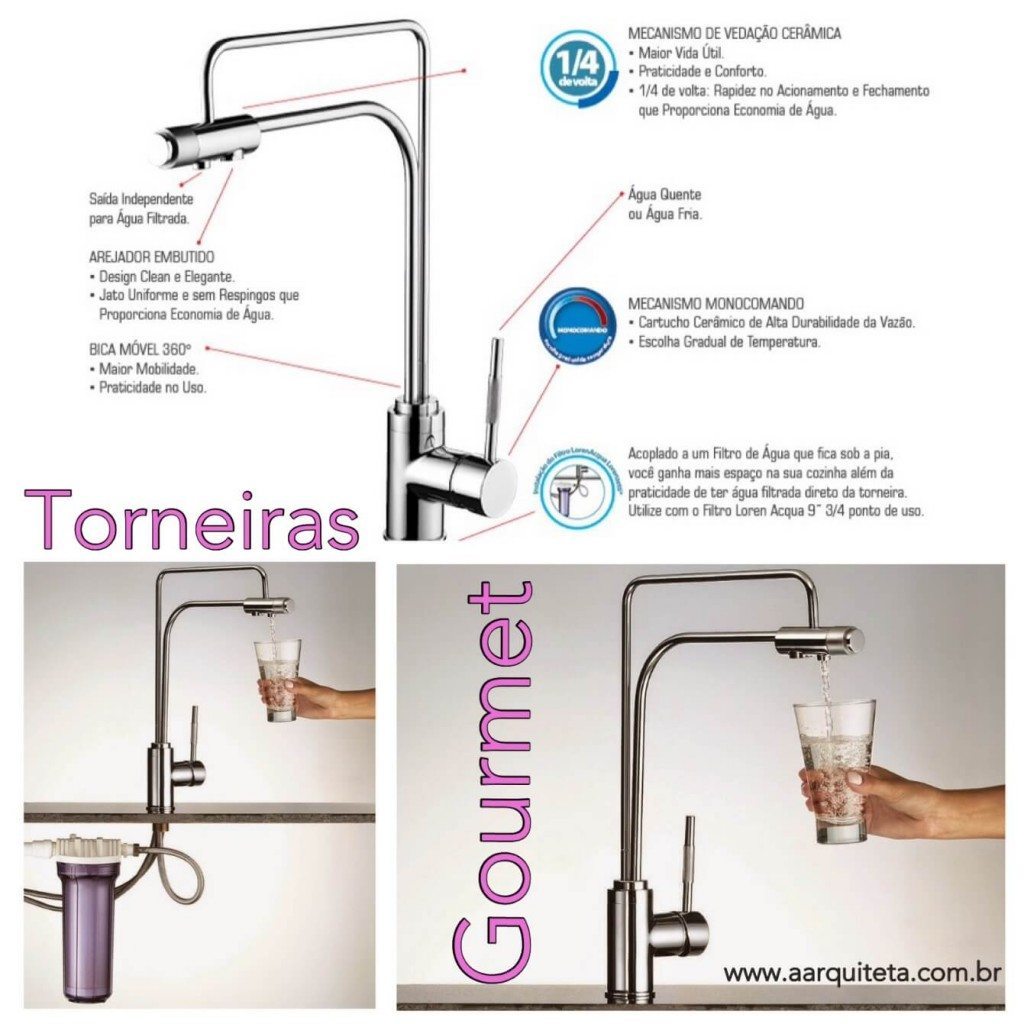 MECANISMO DE VEDAÇÃO CERÂMICA
• Maior Vida Útil.
• Praticidade e Conforto.
• 1/4 de volta: Rapidez no Acionamento e Fechamento
que Proporciona Economia de Água.
1/4
de volta
Saída Independente
para Água Filtrada.
AREJADOR EMBUTIDO
• Design Clean e Elegante.
• Jato Uniforme e sem Respingos que
Proporciona Economia de Água.
BICA MÓVEL 360º
• Maior Mobilidade.
• Praticidade no Uso.
Água Quente
ou Água Fria.
MONOCOMANDO
MECANISMO MONOCOMANDO
• Cartucho Cerâmico de Alta Durabilidade da Vazão.
• Escolha Gradual de Temperatura.
Instalação do Filtro LorenAcqua Lorenzetti
Acoplado a um Filtro de Água que fica sob a pia,
você ganha mais espaço na sua cozinha além da
praticidade de ter água filtrada direto da torneira.
Utilize com o Filtro Loren Acqua 9" 3/4 ponto de uso.
Torneiras
Gourmet
www.aarquiteta.com.br